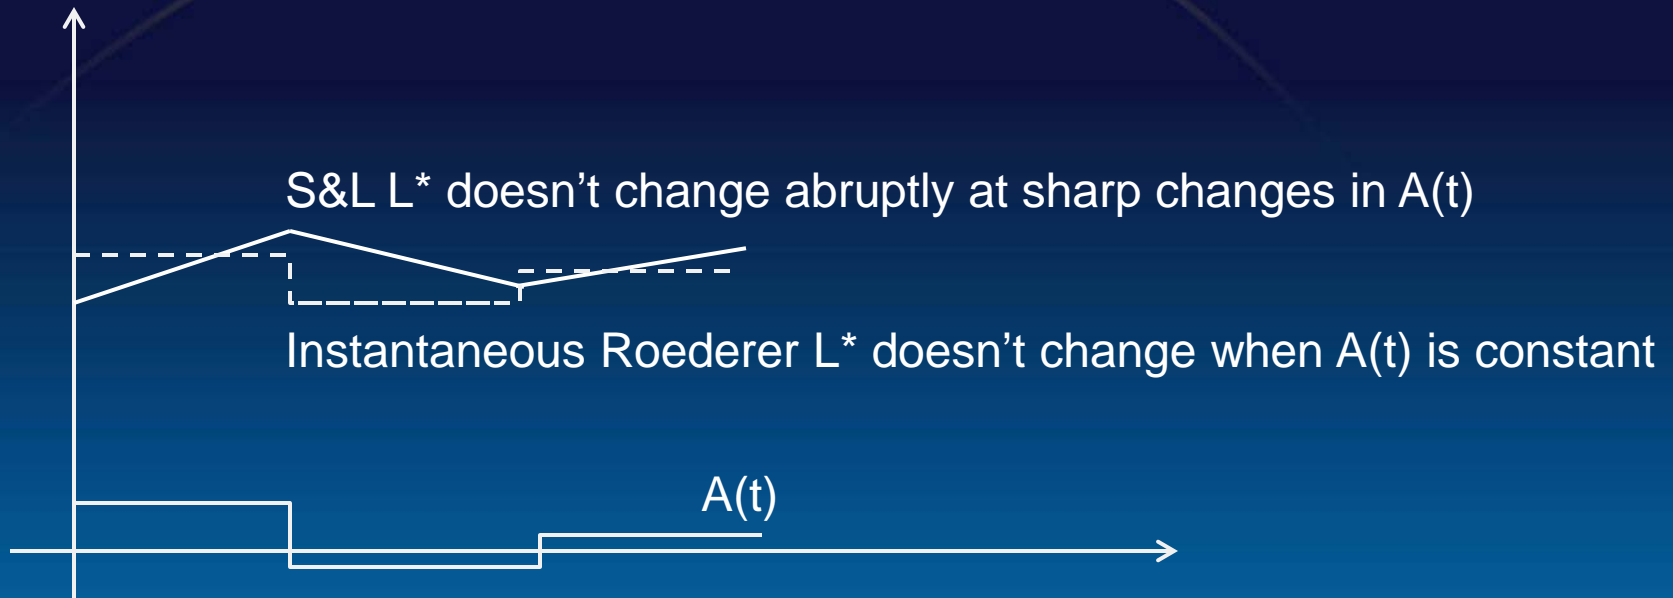 S&L L* doesn’t change abruptly at sharp changes in A(t)
Instantaneous Roederer L* doesn’t change when A(t) is constant
A(t)